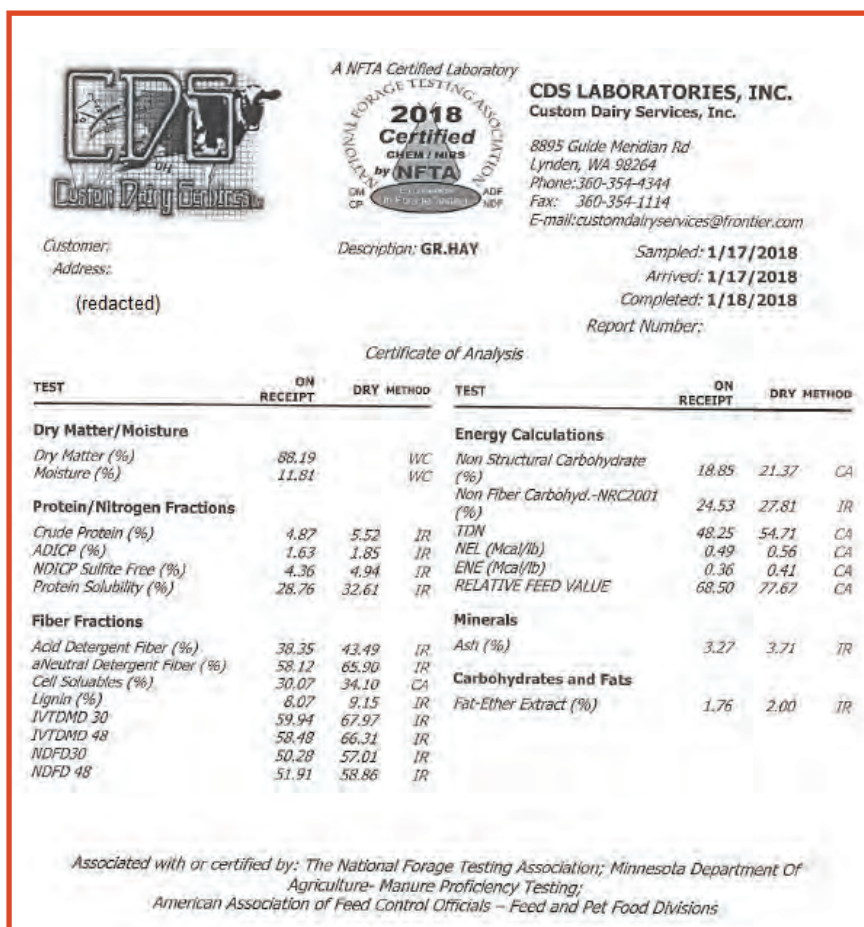 CDS
Custom Dairy Services
A NFTA Certified Laboratory
NATIONAL FORAGE TESTING ASSOCIATION
2018
Certified
CHEM / NIRS
by NFTA
DM
CP
ADF
NDF
CDS LABORATORIES, INC.
Custom Dairy Services, Inc.
8895 Guide Meridian Rd
Lynden, WA 98264
Phone:360-354-4344
Fax: 360-354-1114
E-mail:customdairyservices@frontier.com
Customer:
Address:
(redacted)
Description: GR.HAY
Sampled: 1/17/2018
Arrived: 1/17/2018
Completed: 1/18/2018
Report Number:
Certificate of Analysis
TEST ON RECEIPT DRY METHOD
Dry Matter/Moisture
Dry Matter (%) 88.19 WC
Moisture (%) 11.81 WC
Protein/Nitrogen Fractions
Crude Protein (%) 4.87 5.52 IR
ADICP (%) 1.63 1.85 IR
NDICP Sulfite Free (%) 4.36 4.94 IR
Protein Solubility (%) 28.76 32.61 IR
Fiber Fractions
Acid Detergent Fiber (%) 38.35 43.49 IR
aNeutral Detergent Fiber (%) 58.12 65.90 IR
Cell Soluables (%) 30.07 34.10 CA
Lignin (%) 8.07 9.15 IR
IVTDMD 30 59.94 67.97 IR
IVTDMD 48 58.48 66.31 IR
NDFD30 50.28 57.01 IR
NDFD 48 51.91 58.86 IR
TEST ON RECEIPT DRY METHOD
Energy Calculations
Non Structural Carbohydrate
(%) 18.85 21.37 CA
Non Fiber Carbohyd.-NRC2001
(%) 24.53 27.81 IR
TDN 48.25 54.71 CA
NEL (Mcal/lb) 0.49 0.56 CA
ENE (Mcal/lb) 0.36 0.41 CA
RELATIVE FEED VALUE 68.50 77.67 CA
Minerals
Ash (%) 3.27 3.71 IR
Carbohydrates and Fats
Fat-Ether Extract (%) 1.76 2.00 IR
Associated with or certified by: The National Forage Testing Association; Minnesota Department Of
Agriculture- Manure Proficiency Testing;
American Association of Feed Control Officials – Feed and Pet Food Divisions